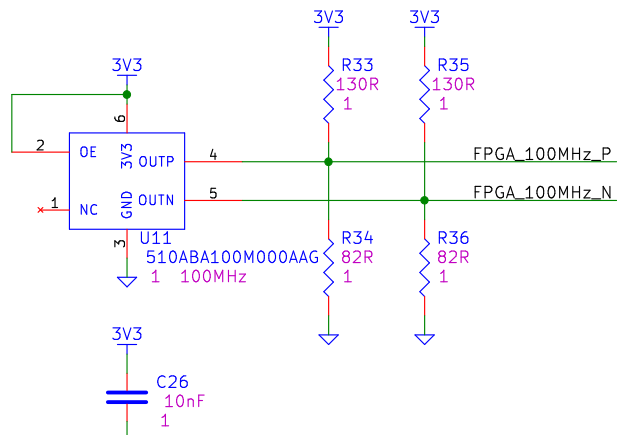 3V3
3V3
R33
130R
1
R35
130R
1
3V3
6
2
OE
3V3
OUTP
4
FPGA_100MHz_P
1
NC
GND
OUTN
5
FPGA_100MHz_N
3
U11
510ABA100M000AAG
1 100MHz
R34
82R
1
R36
82R
1
3V3
C26
10nF
1